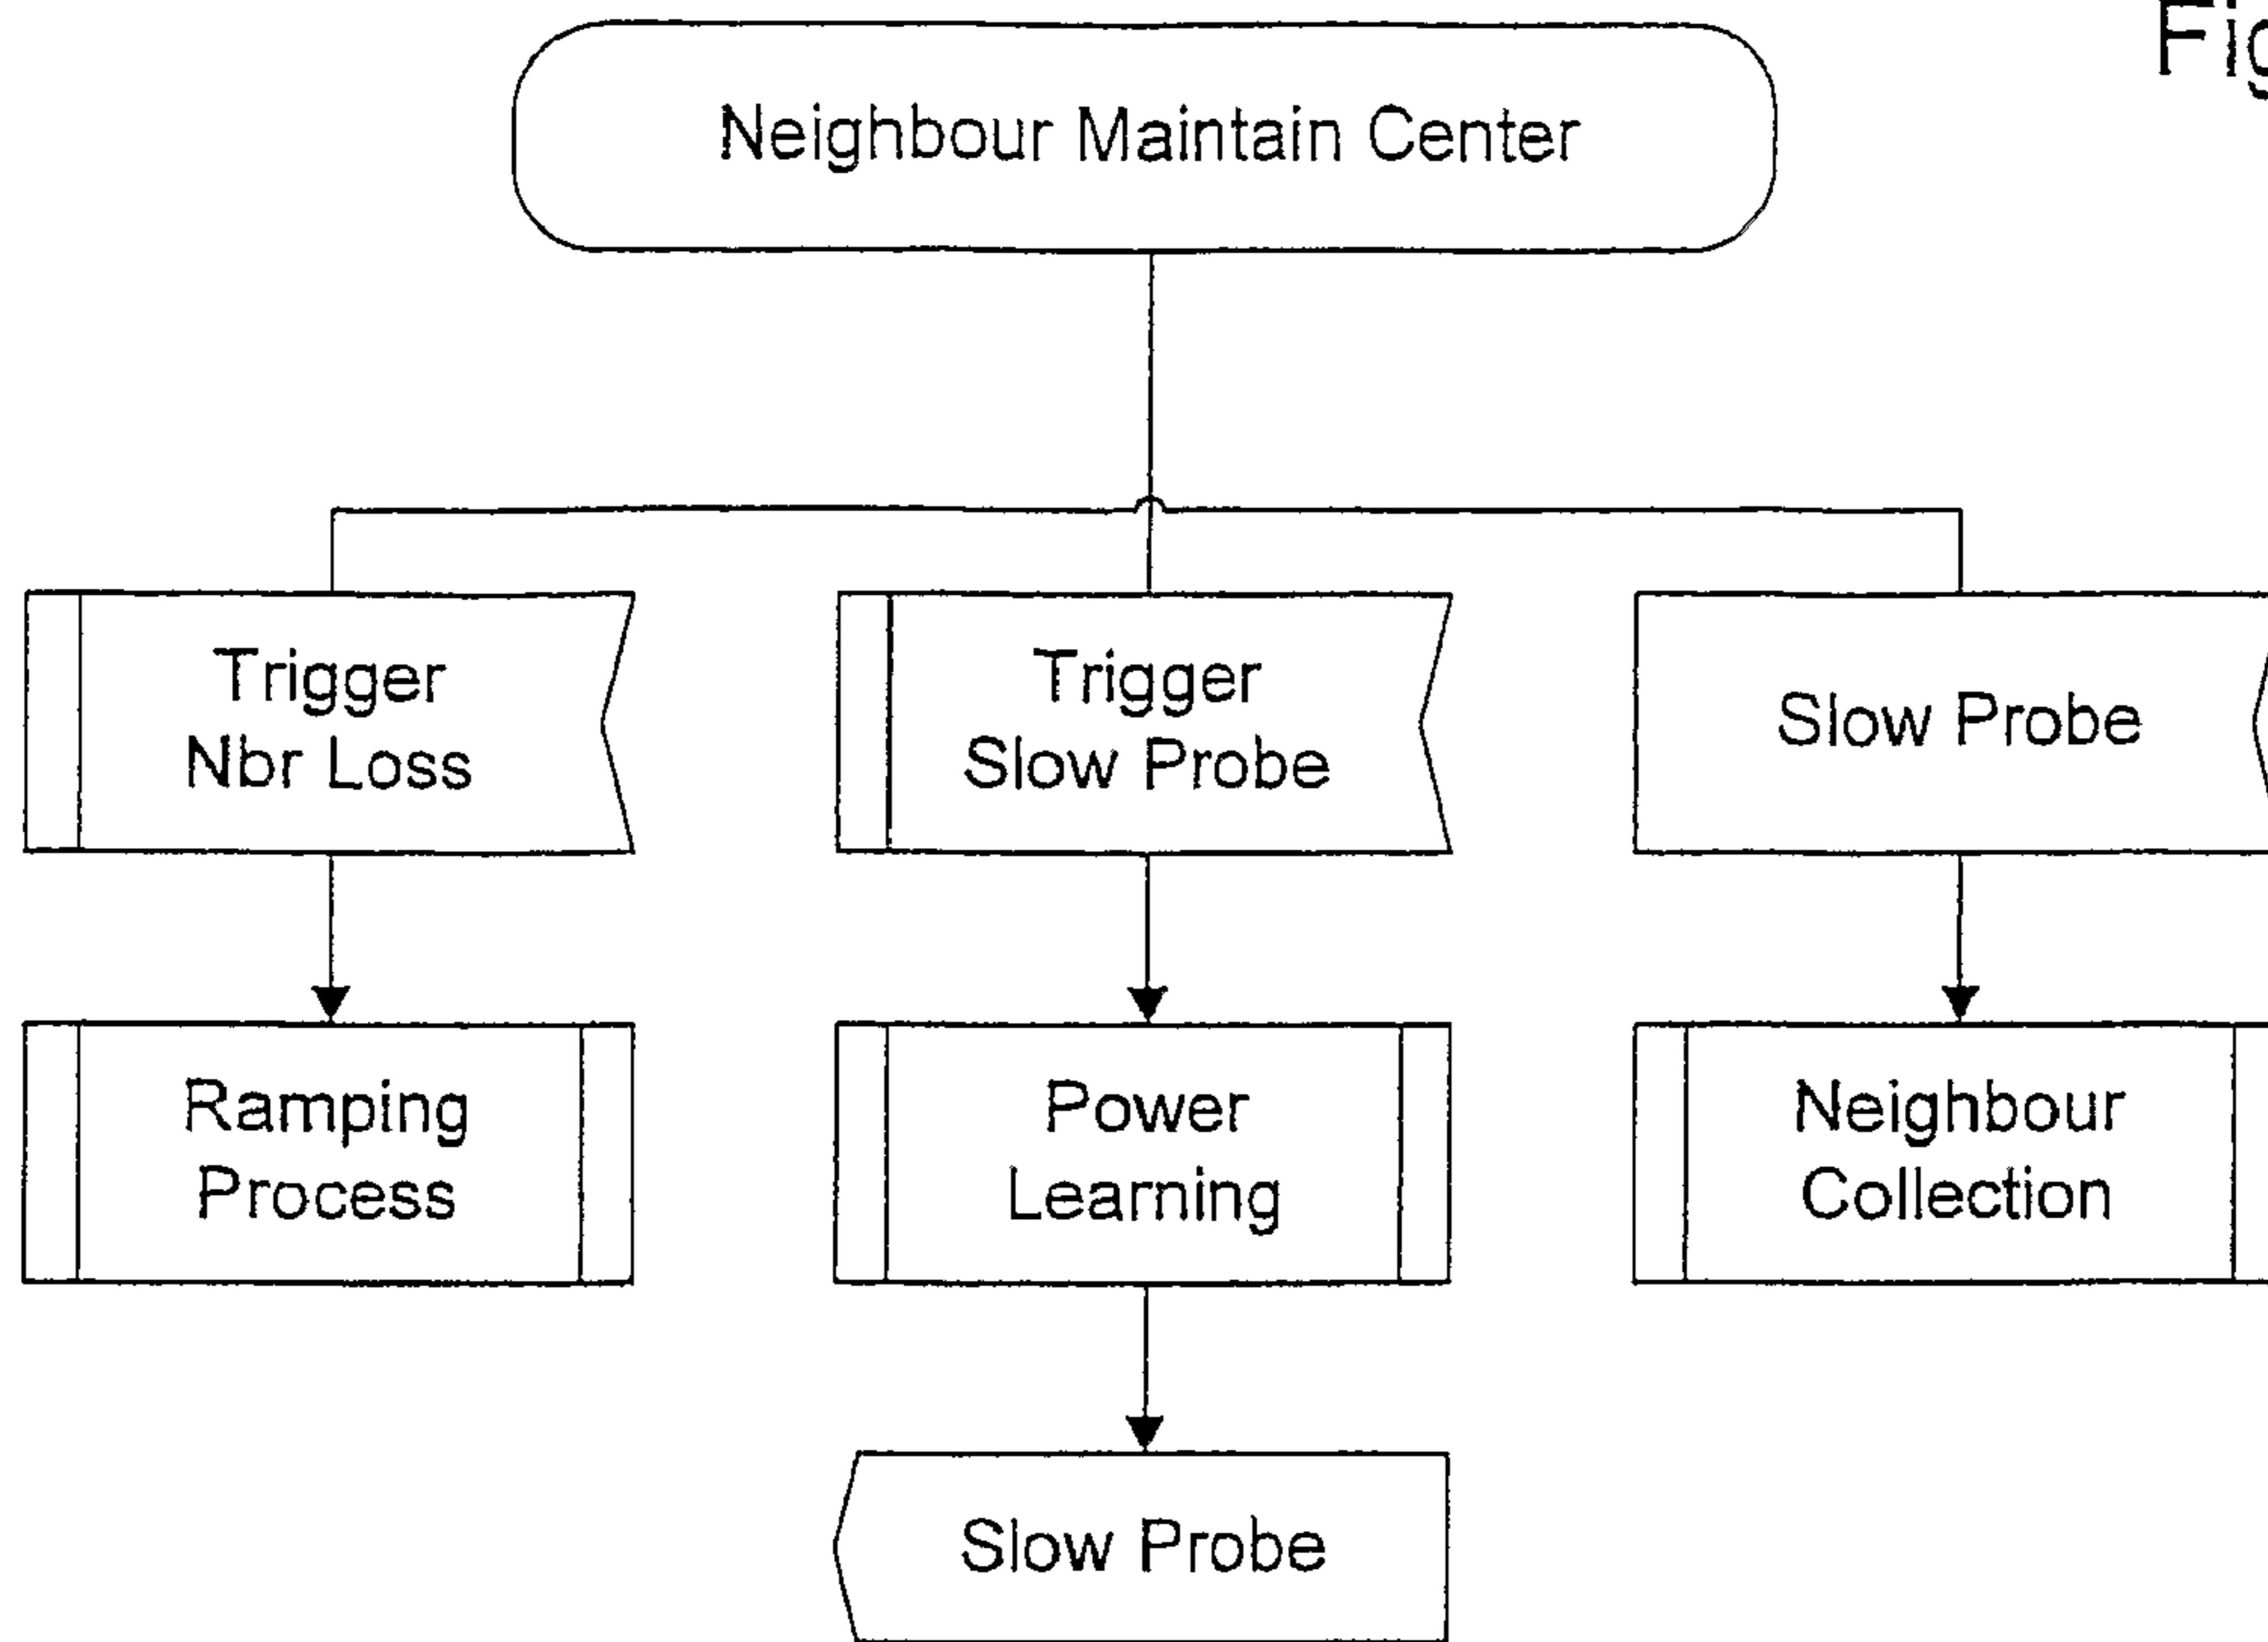 Fig
Neighbour Maintain Center
Trigger
Nbr Loss
Trigger
Slow Probe
Slow Probe
Ramping
Process
Power
Learning
Neighbour
Collection
Slow Probe